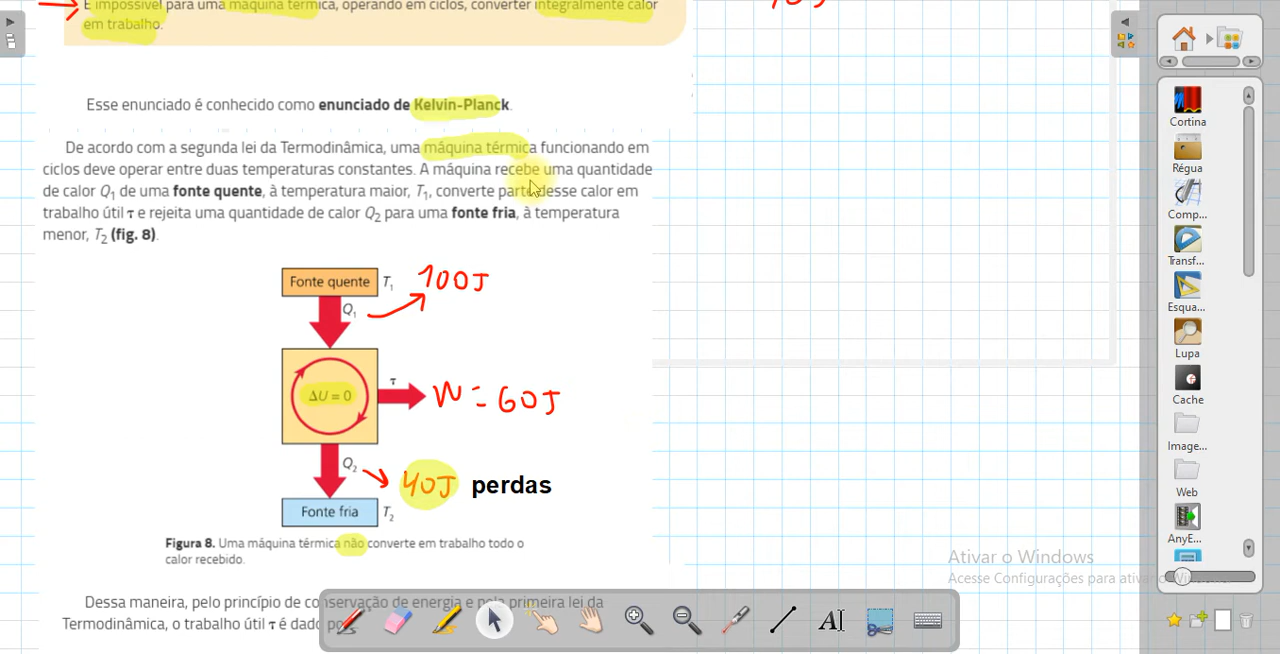 É impossível para uma máquina térmica, operando em ciclos, converter integralmente calor
em trabalho.
Esse enunciado é conhecido como enunciado de Kelvin-Planck.
De acordo com a segunda lei da Termodinâmica, uma máquina térmica funcionando em
ciclos deve operar entre duas temperaturas constantes. A máquina recebe uma quantidade
de calor Q1 de uma fonte quente, à temperatura maior, T1, converte parte desse calor em
trabalho útil τ e rejeita uma quantidade de calor Q2 para uma fonte fria, à temperatura
menor, T2 (fig. 8).
Fonte quente T1
100J
Q1
τ
ΔU = 0
W = 60J
Q2
40J perdas
Fonte fria T2
Figura 8. Uma máquina térmica não converte em trabalho todo o
calor recebido.
Dessa maneira, pelo princípio de conservação de energia e pela primeira lei da
Termodinâmica, o trabalho útil τ é dado por
Cortina
Régua
Comp...
Transf...
Esqua...
Lupa
Cache
Image...
Web
AnyE...
Ativar o Windows
Acesse Configurações para ativar o Windows.